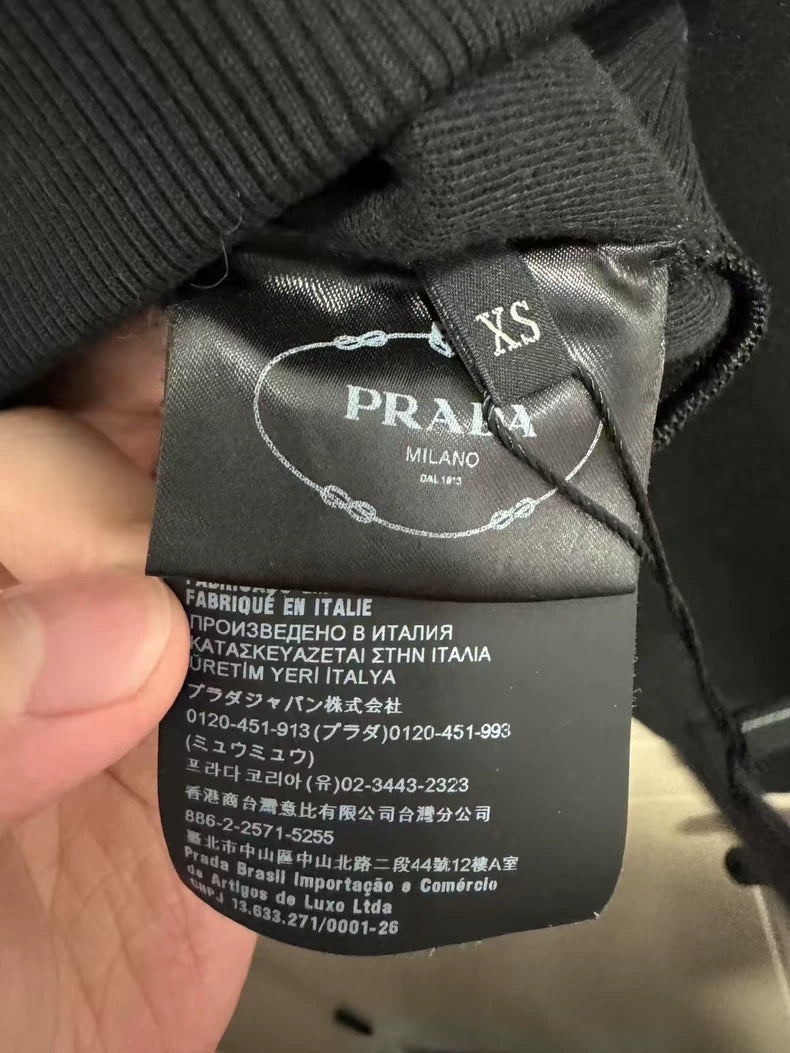 XS
PRADA
MILANO
DAL 1913
FABRIQUÉ EN ITALIE
ПРОИЗВЕДЕНО В ИТАЛИЯ
ΚΑΤΑΣΚΕΥΑΖΕΤΑΙ ΣΤΗΝ ΙΤΑΛΙΑ
ÜRETİM YERİ İTALYA
プラダジャパン株式会社
0120-451-913(プラダ)0120-451-993
(ミュウミュウ)
프라다코리아(유)02-3443-2323
香港商台灣意比有限公司台灣分公司
886-2-2571-5255
臺北市中山區中山北路二段44號12樓A室
Prada Brasil Importação e Comércio
de Artigos de Luxo Ltda
CNPJ 13.633.271/0001-26